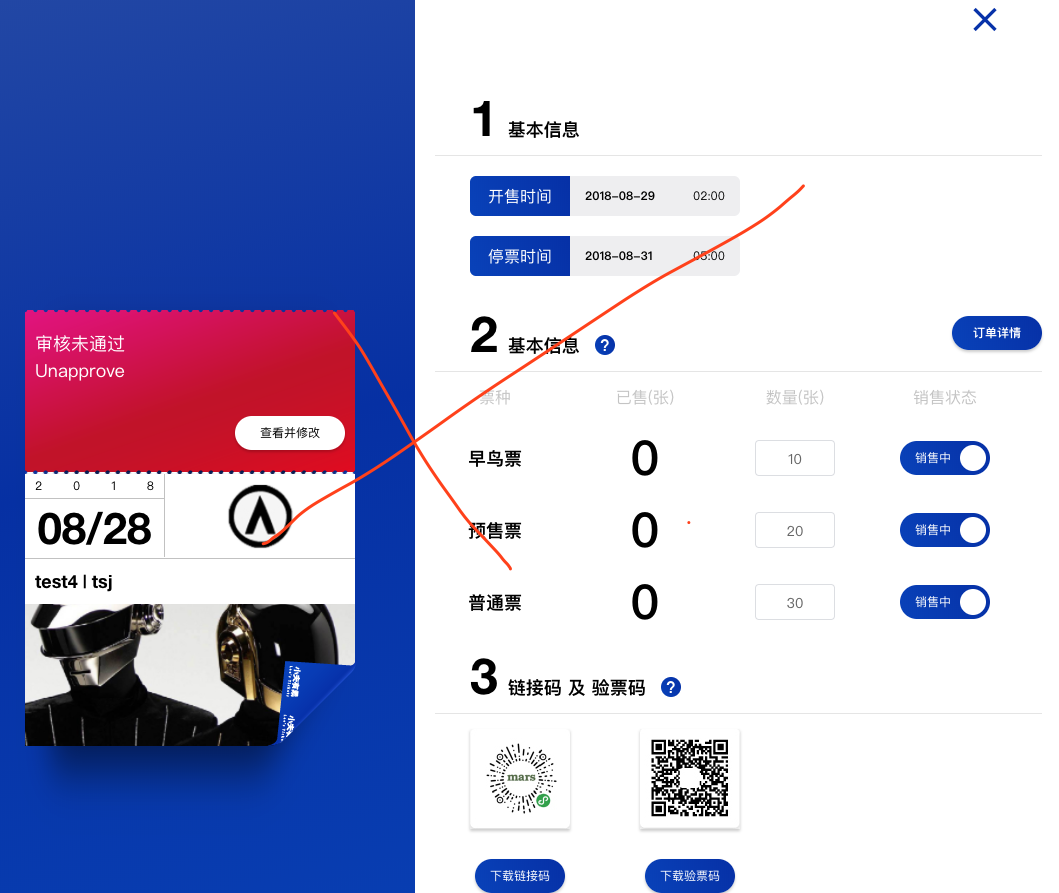 审核未通过
Unapprove
查看并修改
2 0 1 8
08/28
test4 | tsj
1 基本信息
开售时间 2018-08-29 02:00
停票时间 2018-08-31 05:00
2 基本信息 ?
订单详情
票种 已售(张) 数量(张) 销售状态
早鸟票 0 10 销售中
预售票 0 20 销售中
普通票 0 30 销售中
3 链接码 及 验票码 ?
mars
下载链接码 下载验票码